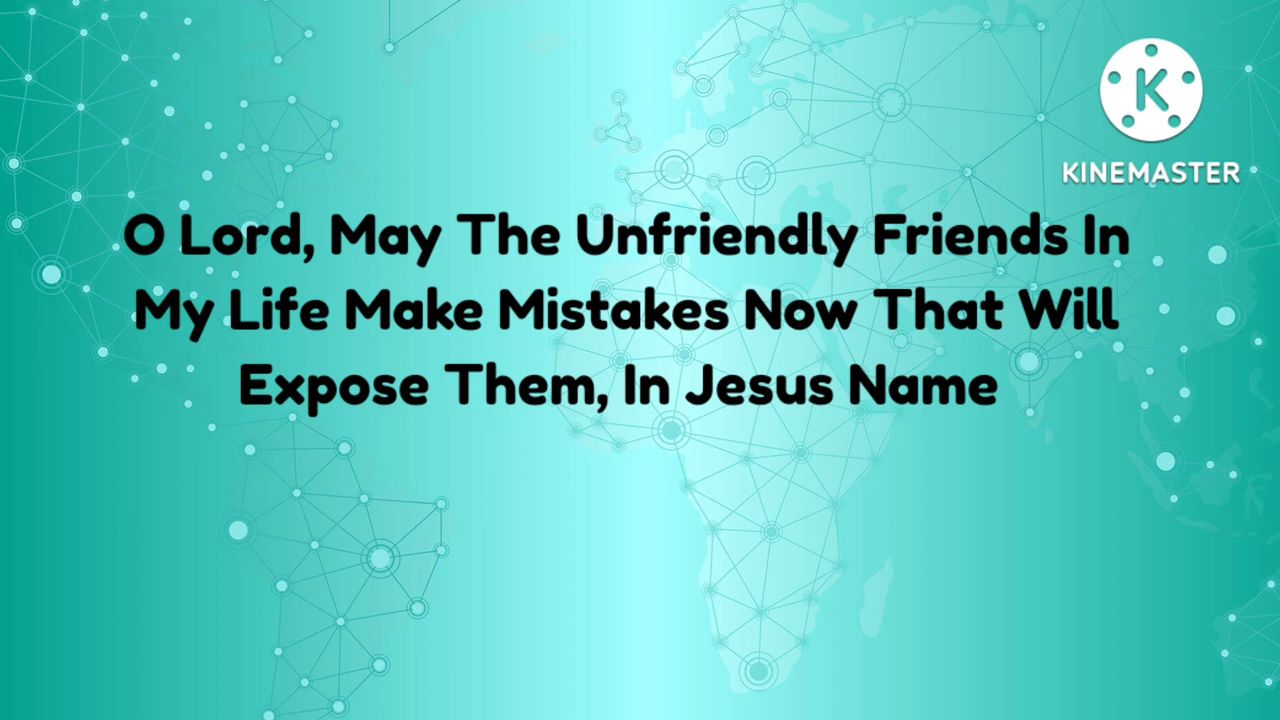 K
KINEMASTER
O Lord, May The Unfriendly Friends In
My Life Make Mistakes Now That Will
Expose Them, In Jesus Name